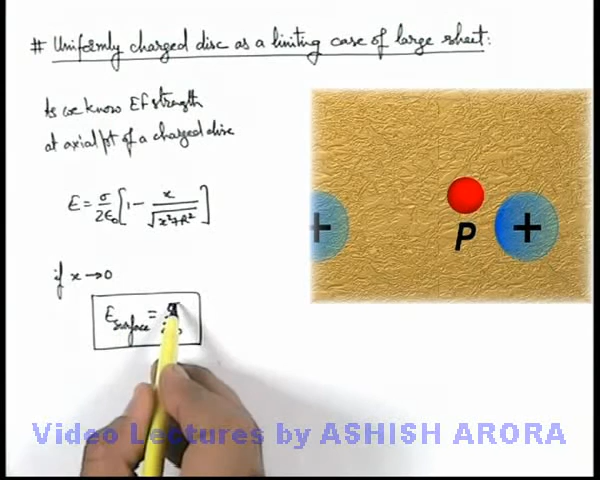 # Uniformly charged disc as a limiting case of large sheet:
As we know EF strength
at axial pt of a charged disc
E = σ/2ε₀ [1 - x/√(x²+R²)]
if x → 0
E surface =
+ P +
Video Lectures by ASHISH ARORA